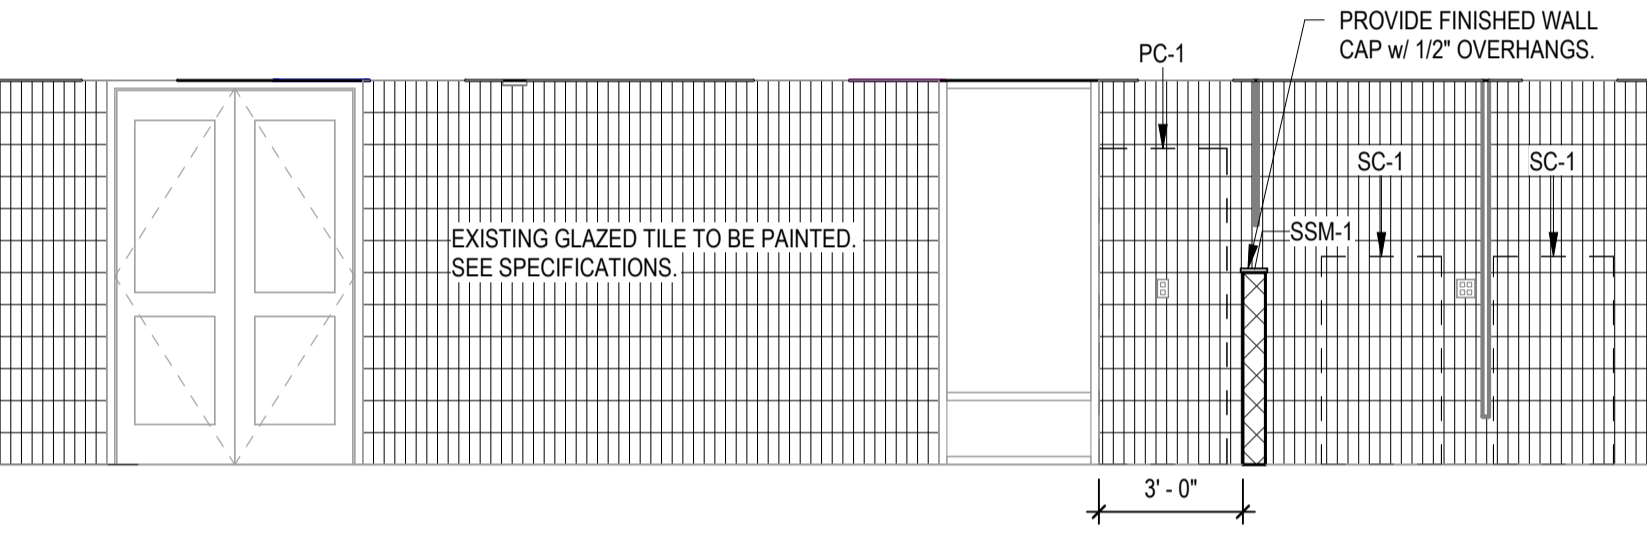 PROVIDE FINISHED WALL
CAP w/ 1/2" OVERHANGS.
PC-1
SC-1
SC-1
SSM-1
EXISTING GLAZED TILE TO BE PAINTED.
SEE SPECIFICATIONS.
3' - 0"